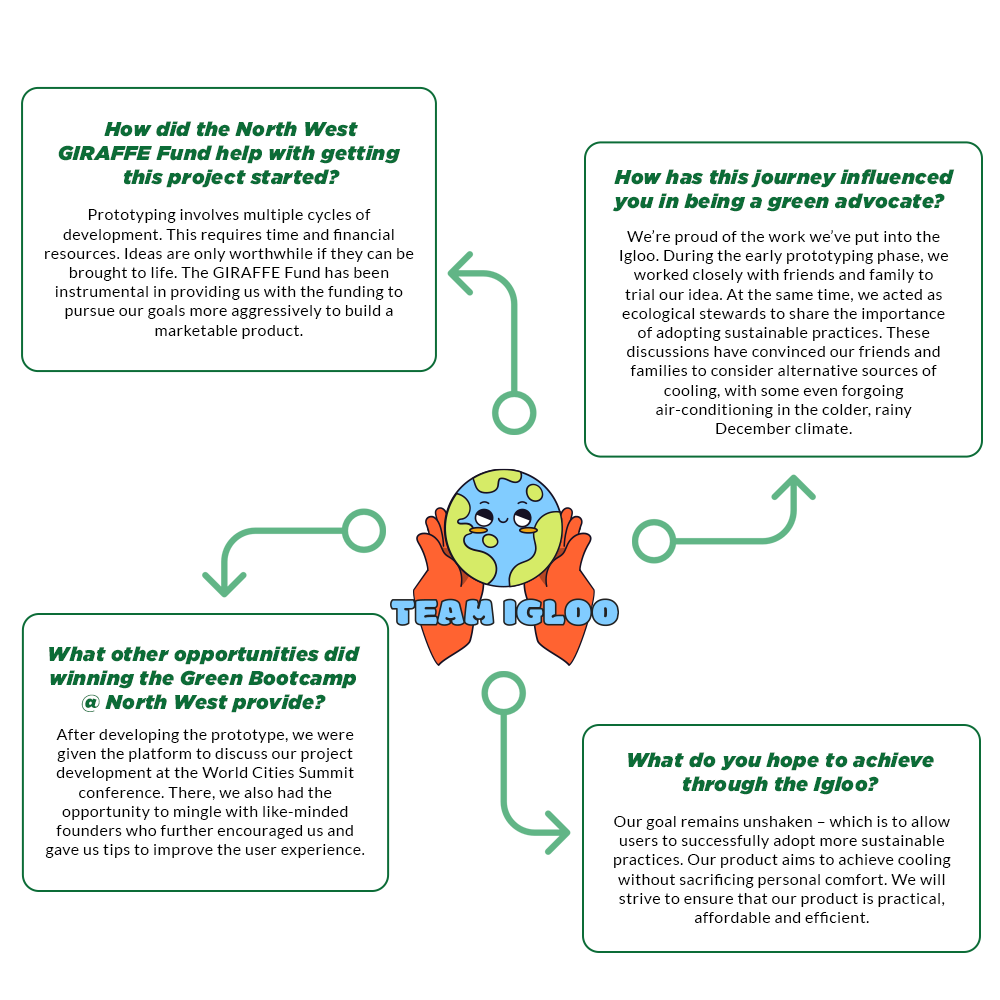 How did the North West
GIRAFFE Fund help with getting
this project started?
Prototyping involves multiple cycles of
development. This requires time and financial
resources. Ideas are only worthwhile if they can be
brought to life. The GIRAFFE Fund has been
instrumental in providing us with the funding to
pursue our goals more aggressively to build a
marketable product.
How has this journey influenced
you in being a green advocate?
We’re proud of the work we’ve put into the
Igloo. During the early prototyping phase, we
worked closely with friends and family to
trial our idea. At the same time, we acted as
ecological stewards to share the importance
of adopting sustainable practices. These
discussions have convinced our friends and
families to consider alternative sources of
cooling, with some even forgoing
air-conditioning in the colder, rainy
December climate.
TEAM IGLOO
What other opportunities did
winning the Green Bootcamp
@ North West provide?
After developing the prototype, we were
given the platform to discuss our project
development at the World Cities Summit
conference. There, we also had the
opportunity to mingle with like-minded
founders who further encouraged us and
gave us tips to improve the user experience.
What do you hope to achieve
through the Igloo?
Our goal remains unshaken – which is to allow
users to successfully adopt more sustainable
practices. Our product aims to achieve cooling
without sacrificing personal comfort. We will
strive to ensure that our product is practical,
affordable and efficient.